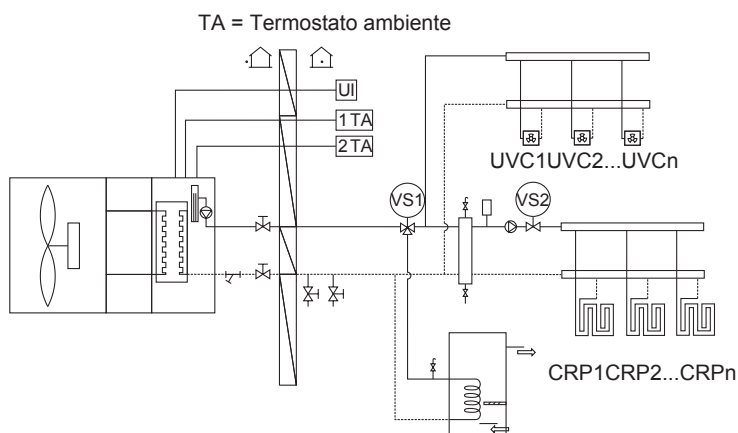 TA = Termostato ambiente
UI
1 TA
2 TA
UVC1UVC2...UVCn
VS1
VS2
CRP1CRP2...CRPn